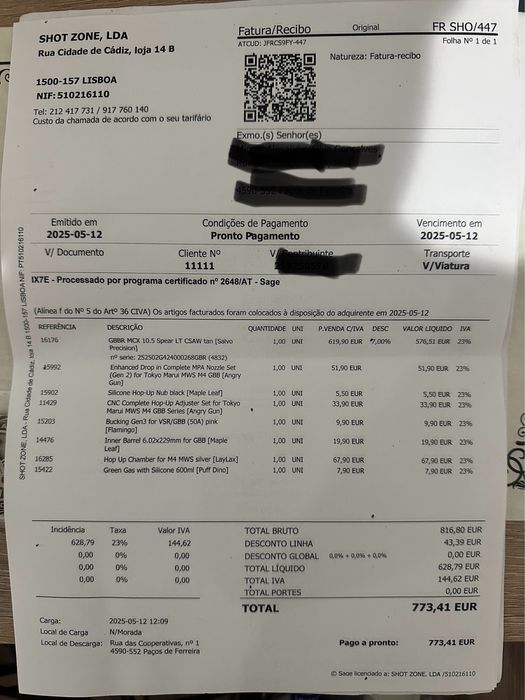 SHOT ZONE, LDA
Rua Cidade de Cádiz, loja 14 B
1500-157 LISBOA
NIF: 510216110
Tel: 212 417 731 / 917 760 140
Custo da chamada de acordo com o seu tarifário
Fatura/Recibo Original FR SHO/447
ATCUD: JFRCS9FY-447 Folha Nº 1 de 1
Natureza: Fatura-recibo
Exmo.(s) Senhor(es)
Emitido em Condições de Pagamento Vencimento em
2025-05-12 Pronto Pagamento 2025-05-12
V/ Documento Cliente Nº Transporte
11111 V/Viatura
IX7E - Processado por programa certificado nº 2648/AT - Sage
(Alínea f do Nº 5 do Artº 36 CIVA) Os artigos facturados foram colocados à disposição do adquirente em 2025-05-12
REFERÊNCIA DESCRIÇÃO QUANTIDADE UNI P.VENDA C/IVA DESC VALOR LIQUIDO IVA
16176 GBBR MCX 10.5 Spear LT CSAW tan [Salvo Precision] 1,00 UNI 619,90 EUR 7,00% 576,51 EUR 23%
nº serie: 252502G424000268GBR (4832)
45992 Enhanced Drop in Complete MPA Nozzle Set (Gen 2) for Tokyo Marui MWS M4 GBB [Angry Gun] 1,00 UNI 51,90 EUR 51,90 EUR 23%
15902 Silicone Hop-Up Nub black [Maple Leaf] 1,00 UNI 5,50 EUR 5,50 EUR 23%
11429 CNC Complete Hop-Up Adjuster Set for Tokyo Marui MWS M4 GBB Series [Angry Gun] 1,00 UNI 33,90 EUR 33,90 EUR 23%
15203 Bucking Gen3 for VSR/GBB (50A) pink [Flamingo] 1,00 UNI 9,90 EUR 9,90 EUR 23%
14476 Inner Barrel 6.02x229mm for GBB [Maple Leaf] 1,00 UNI 19,90 EUR 19,90 EUR 23%
16285 Hop Up Chamber for M4 MWS silver [LayLax] 1,00 UNI 67,90 EUR 67,90 EUR 23%
15422 Green Gas with Silicone 600ml [Puff Dino] 1,00 UNI 7,90 EUR 7,90 EUR 23%
SHOT ZONE, LDA - Rua Cidade de Cádiz, loja 14 B 1500-157 LISBOA NIF: PT510216110
Incidência Taxa Valor IVA
628,79 23% 144,62
0,00 0% 0,00
0,00 0% 0,00
0,00 0% 0,00
TOTAL BRUTO 816,80 EUR
DESCONTO LINHA 43,39 EUR
DESCONTO GLOBAL 0,0% + 0,0% + 0,0% 0,00 EUR
TOTAL LÍQUIDO 628,79 EUR
TOTAL IVA 144,62 EUR
TOTAL PORTES 0,00 EUR
TOTAL 773,41 EUR
Carga: 2025-05-12 12:09
Local de Carga N/Morada
Local de Descarga: Rua das Cooperativas, nº 1
4590-552 Paços de Ferreira
Pago a pronto: 773,41 EUR
© Sage licenciado a: SHOT ZONE, LDA /510216110